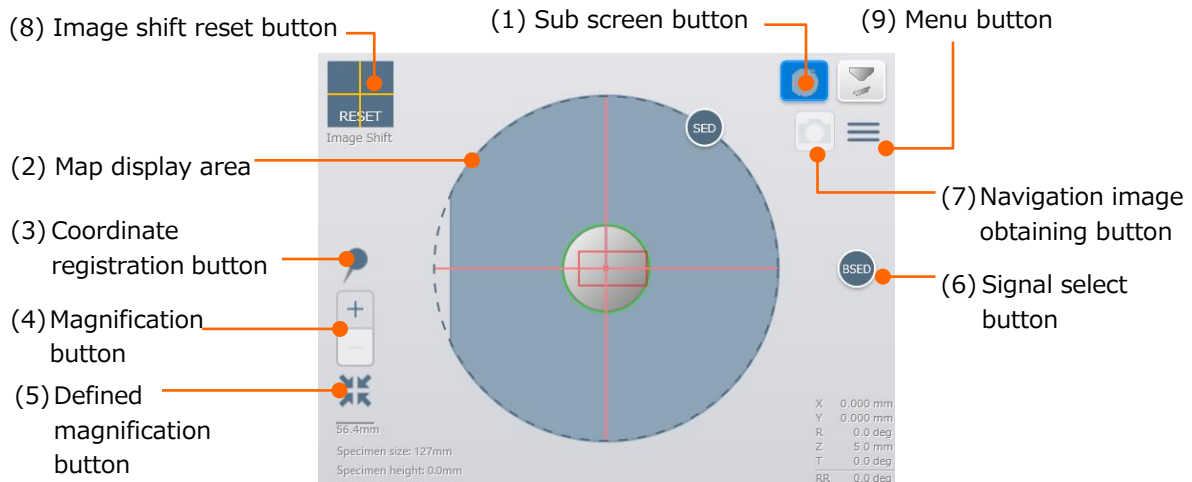 (8) Image shift reset button
(1) Sub screen button
(9) Menu button
RESET
Image Shift
SED
(2) Map display area
(7) Navigation image
obtaining button
(3) Coordinate
registration button
BSED
(6) Signal select
button
+
(4) Magnification
button
−
(5) Defined
magnification
button
56.4mm
Specimen size: 127mm
Specimen height: 0.0mm
X 0.000 mm
Y 0.000 mm
R 0.0 deg
Z 5.0 mm
T 0.0 deg
RR 0.0 deg